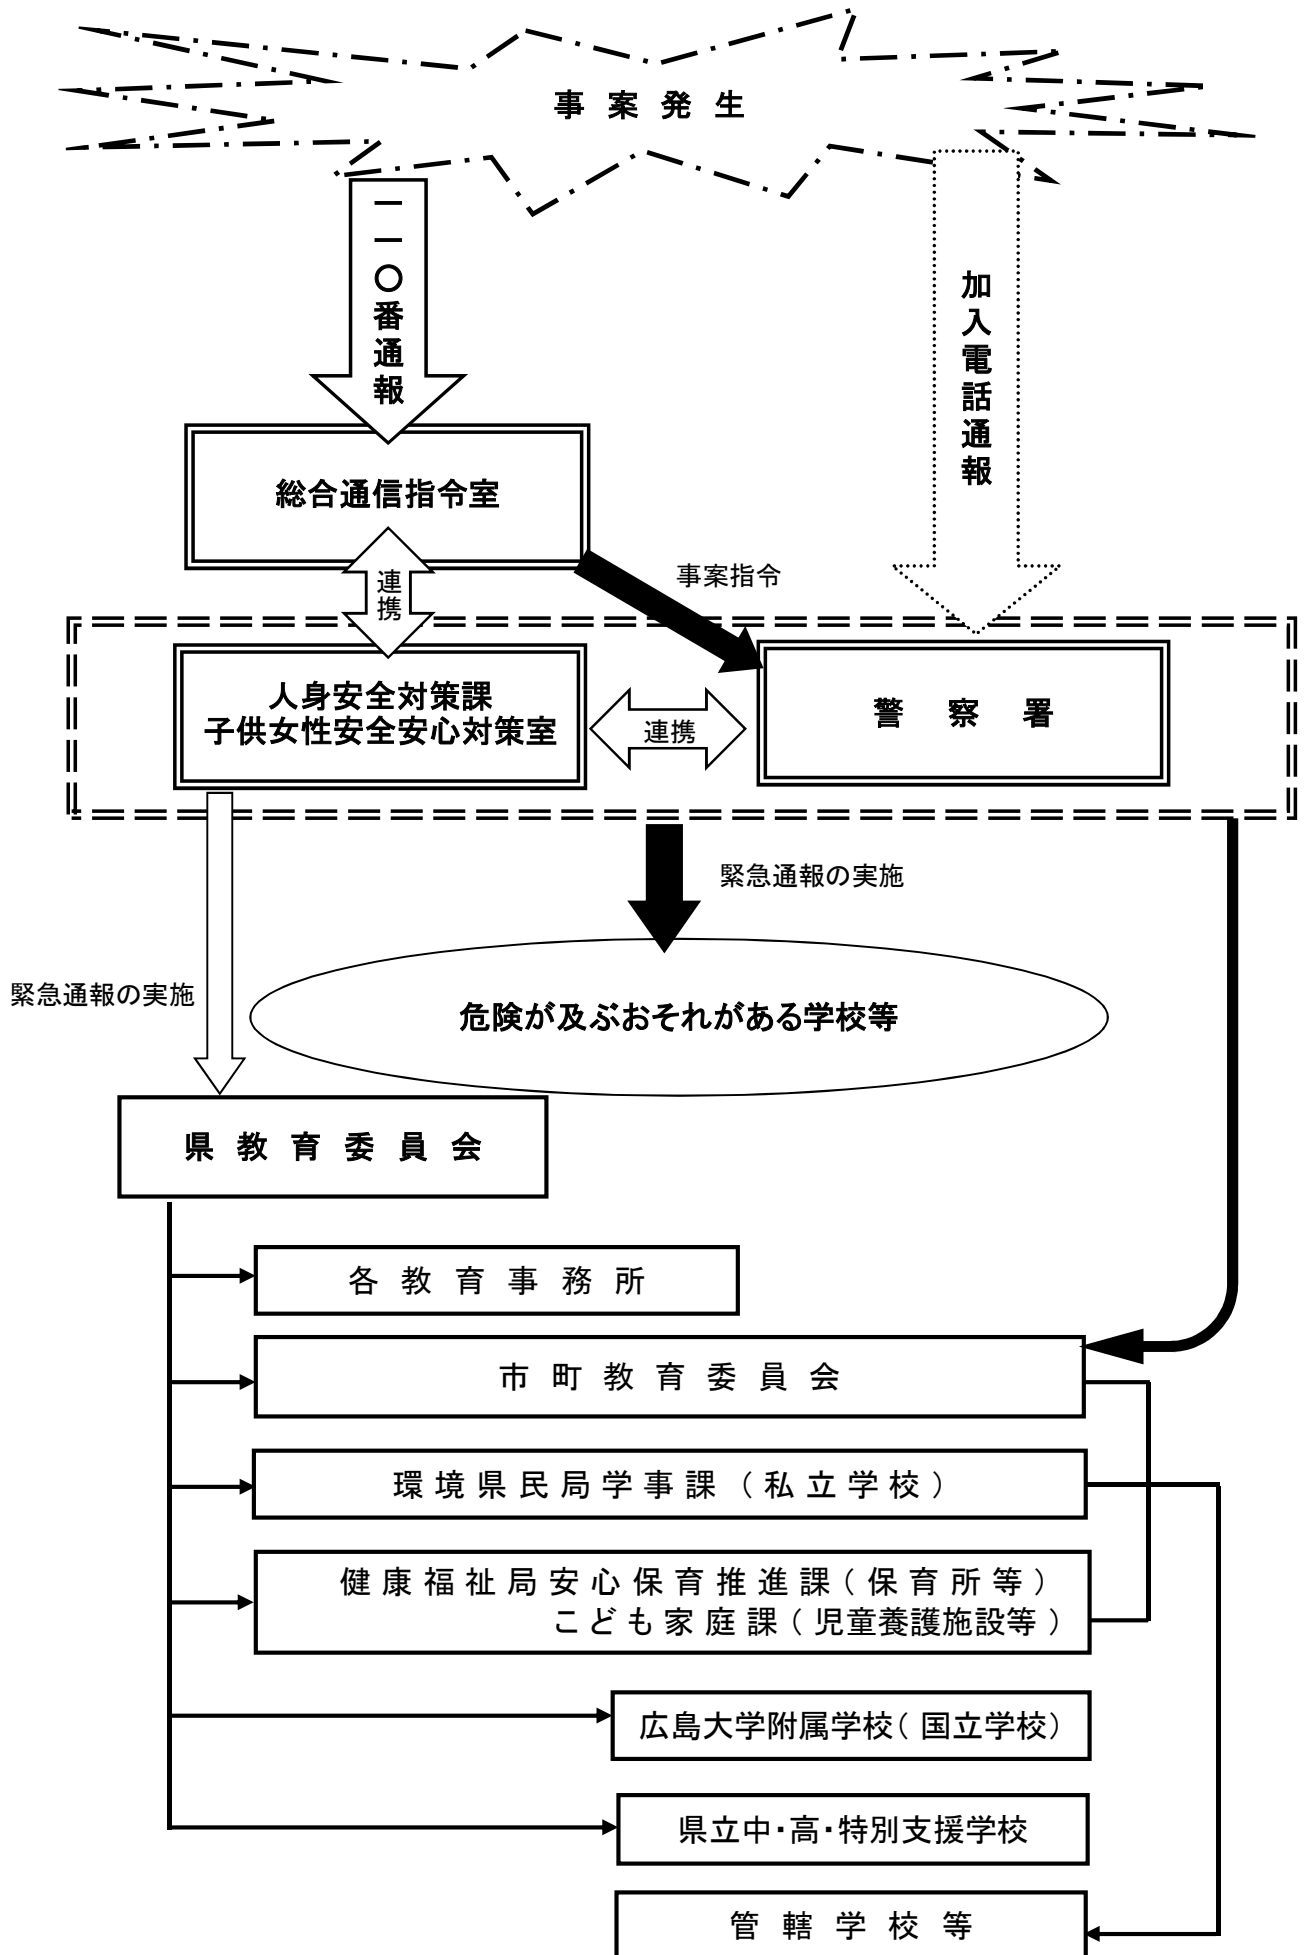 事案発生
一一〇番通報
加入電話通報
総合通信指令室
事案指令
連携
人身安全対策課
子供女性安全安心対策室
連携
警察署
緊急通報の実施
緊急通報の実施
危険が及ぶおそれがある学校等
県教育委員会
各教育事務所
市町教育委員会
環境県民局学事課（私立学校）
健康福祉局安心保育推進課（保育所等）
こども家庭課（児童養護施設等）
広島大学附属学校（国立学校）
県立中・高・特別支援学校
管轄学校等